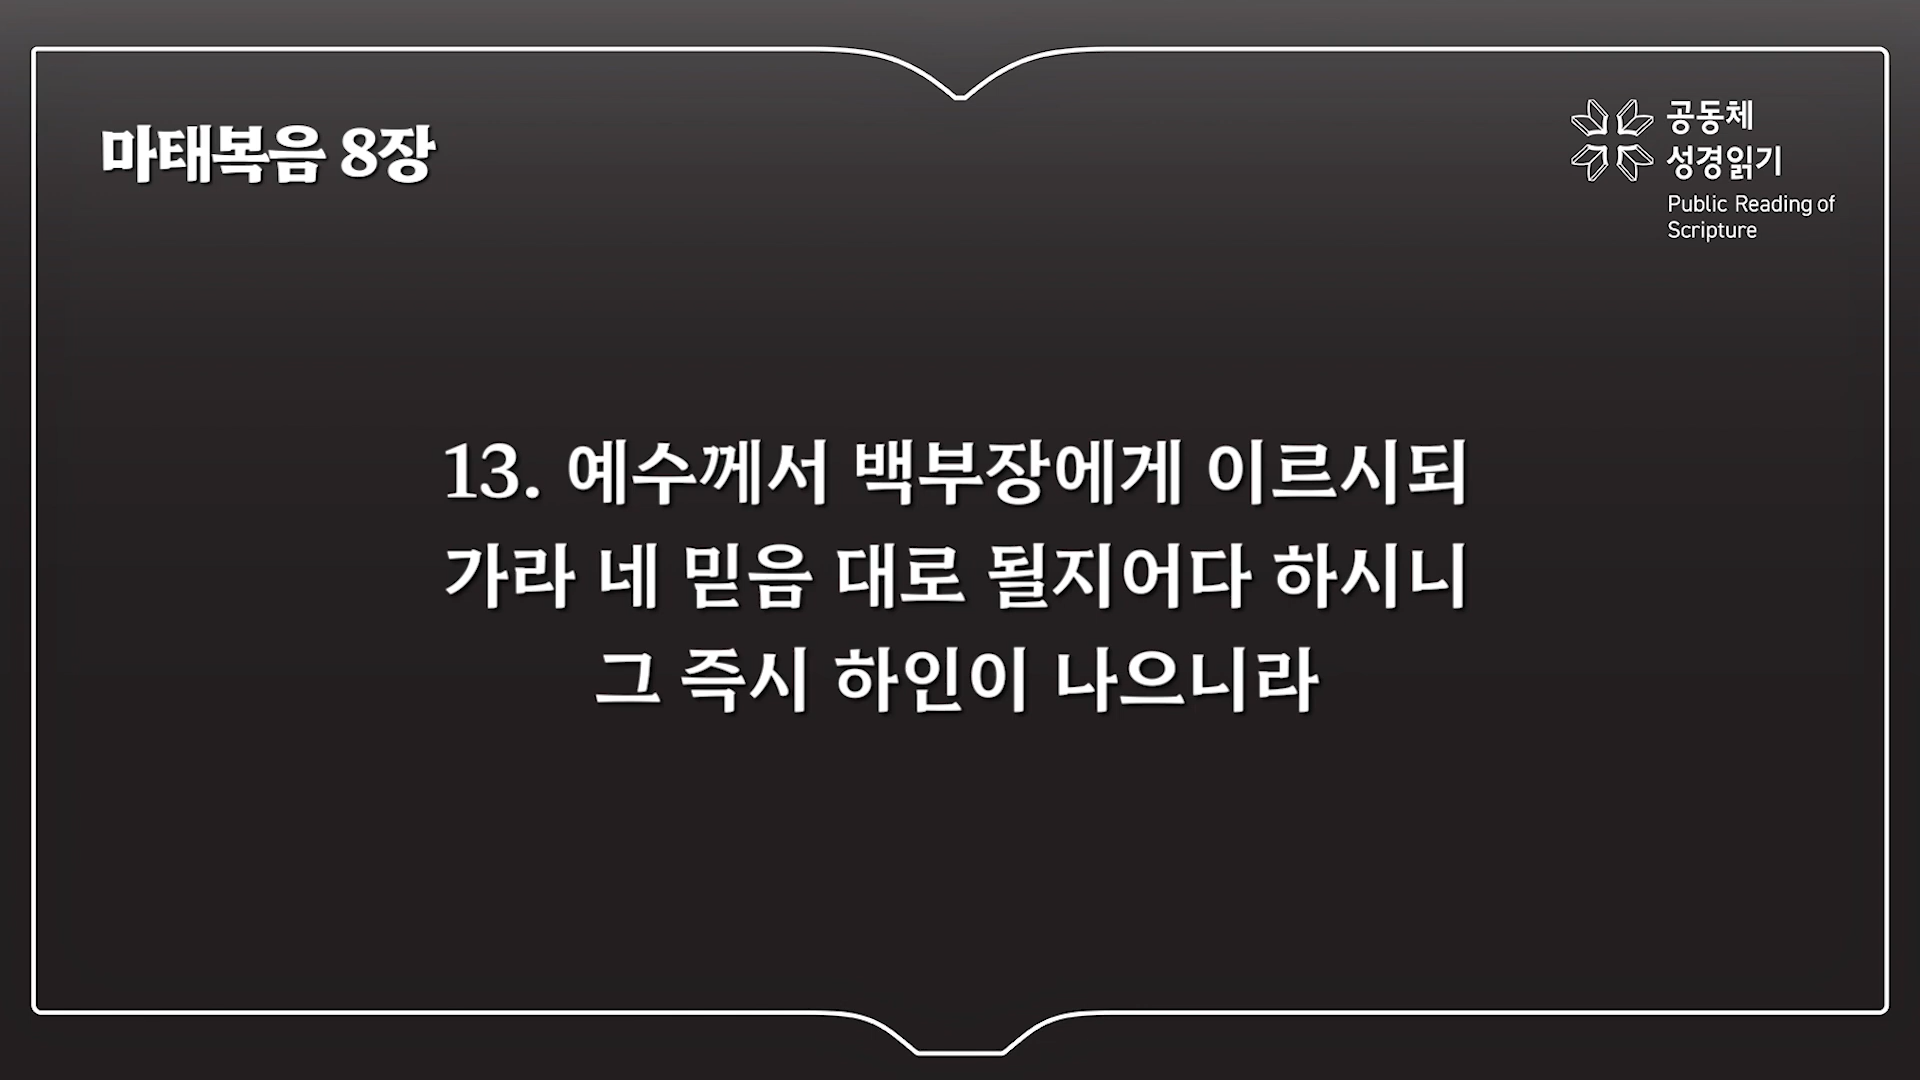 마태복음 8장
공동체
성경읽기
Public Reading of
Scripture
13. 예수께서 백부장에게 이르시되
가라 네 믿음 대로 될지어다 하시니
그 즉시 하인이 나으니라